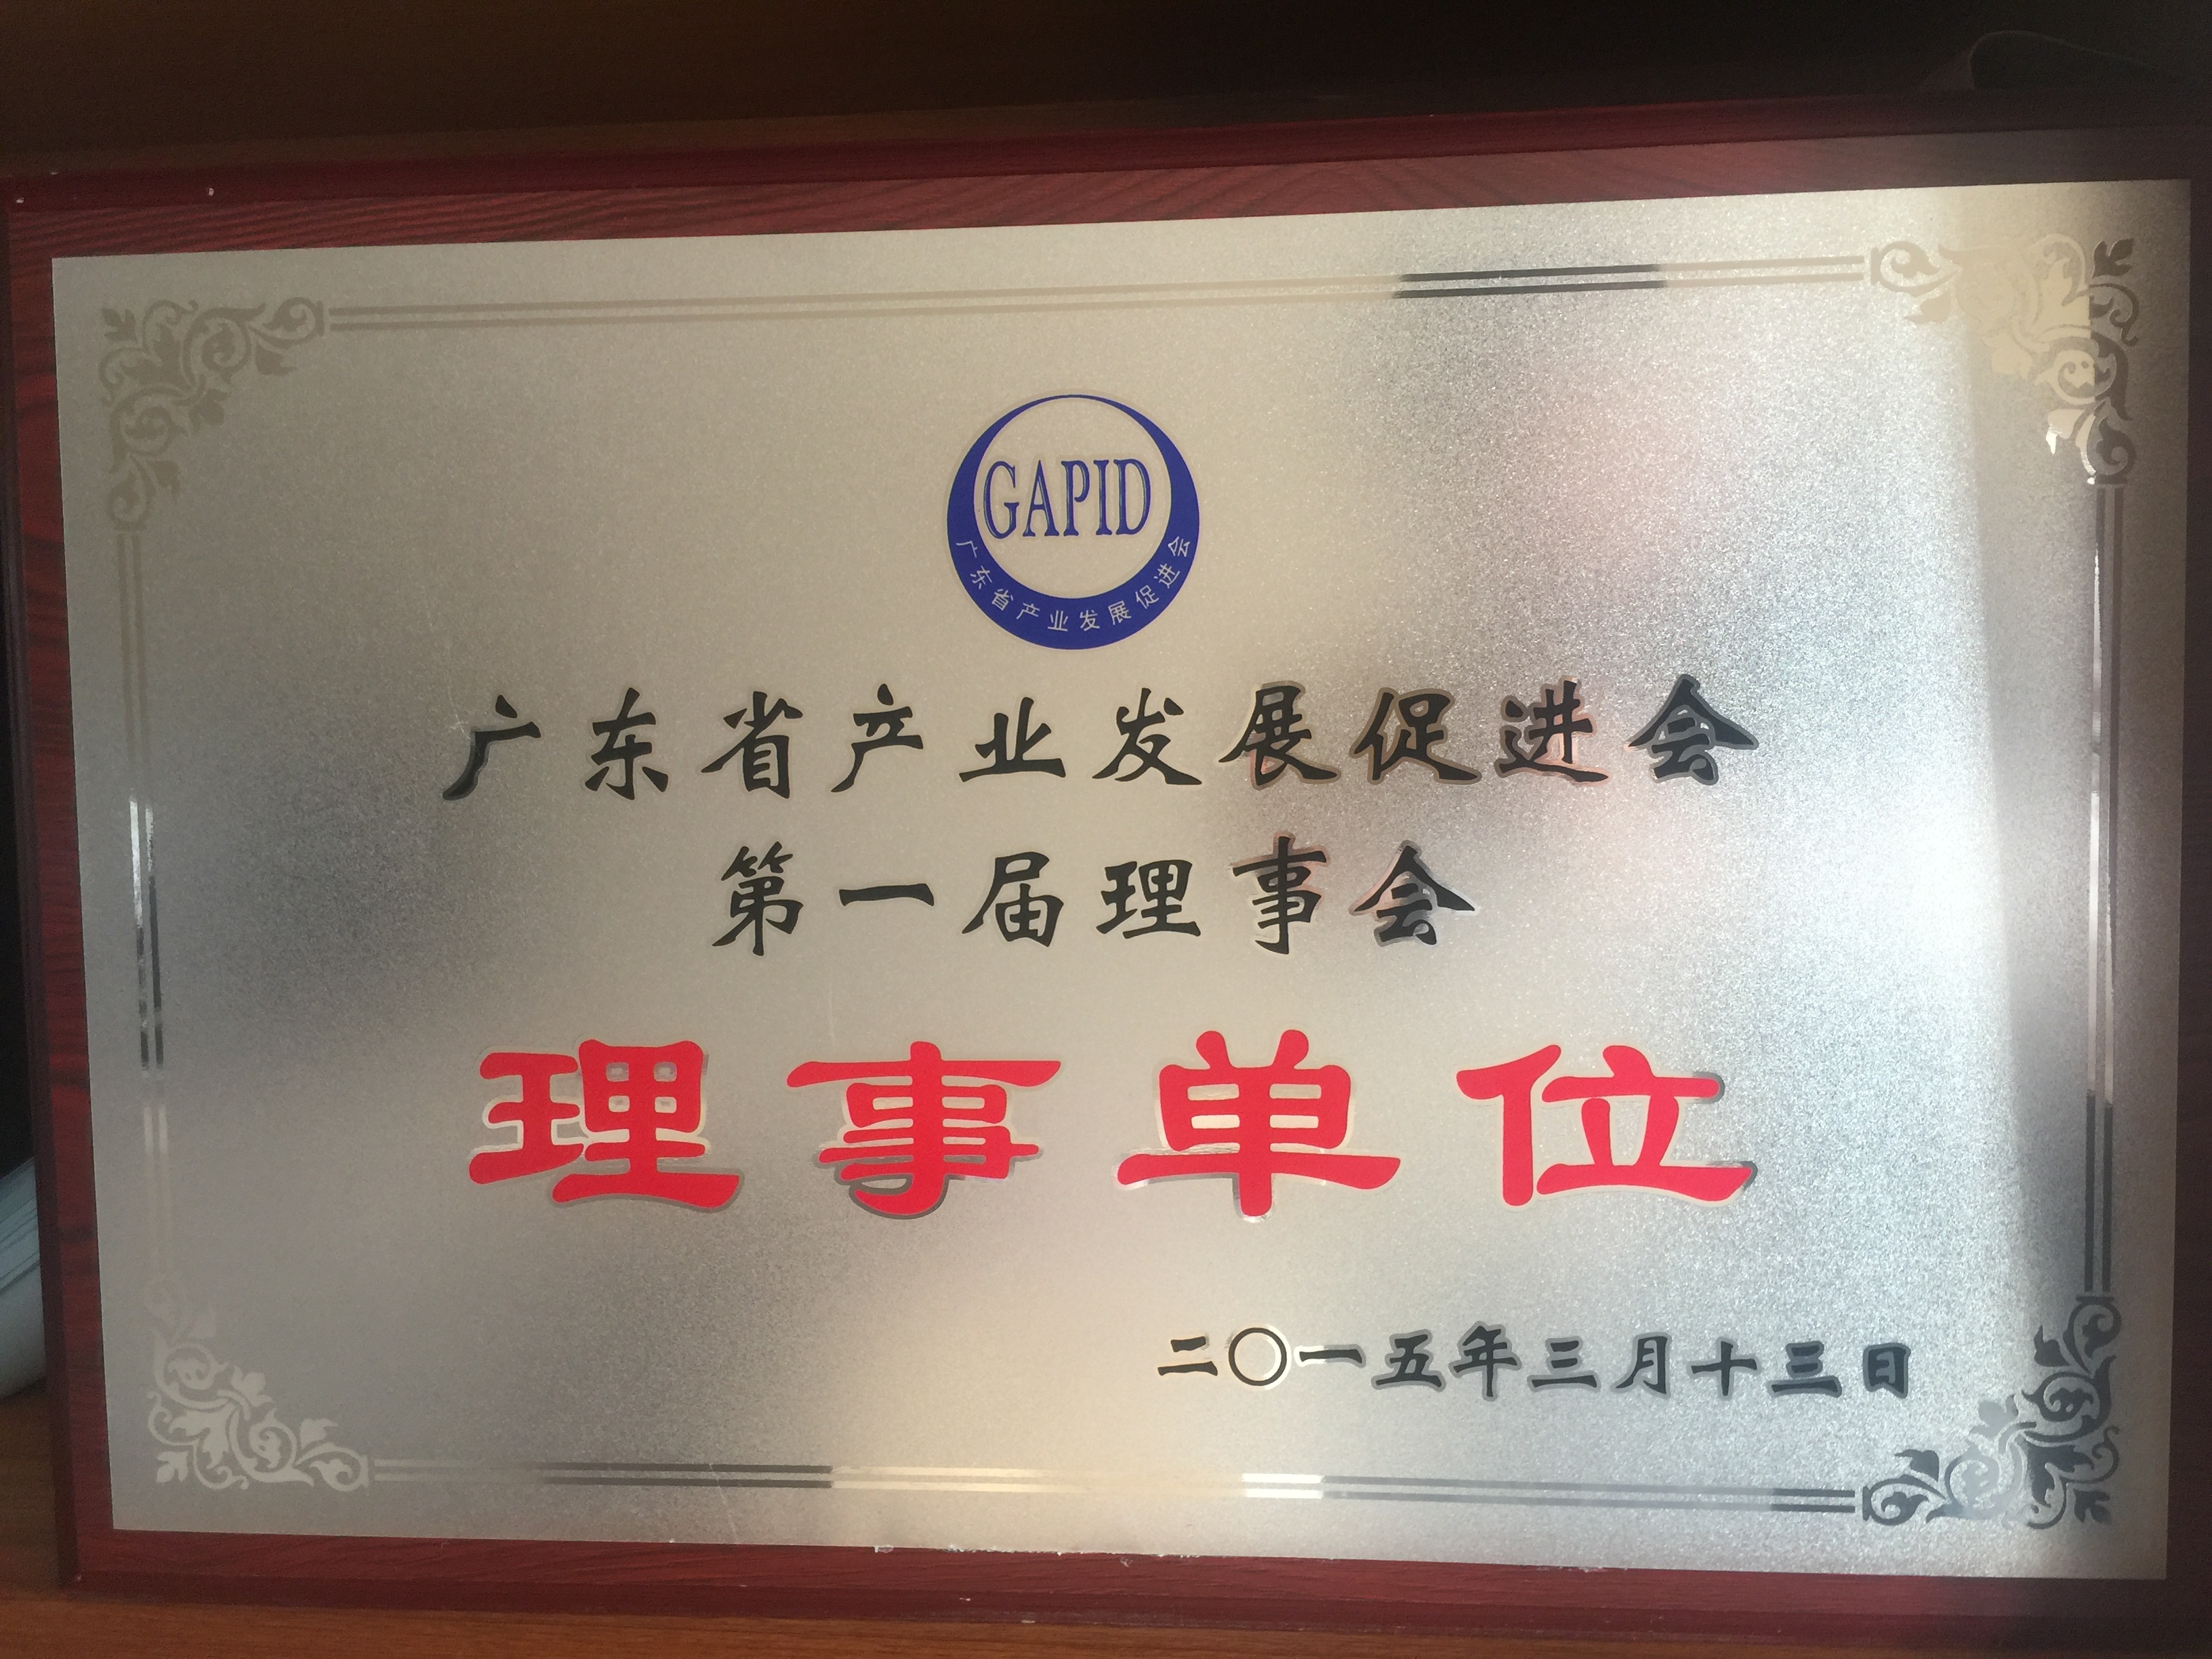 GAPID
广东省产业发展促进会
广东省产业发展促进会
第一届理事会
理事单位
二〇一五年三月十三日